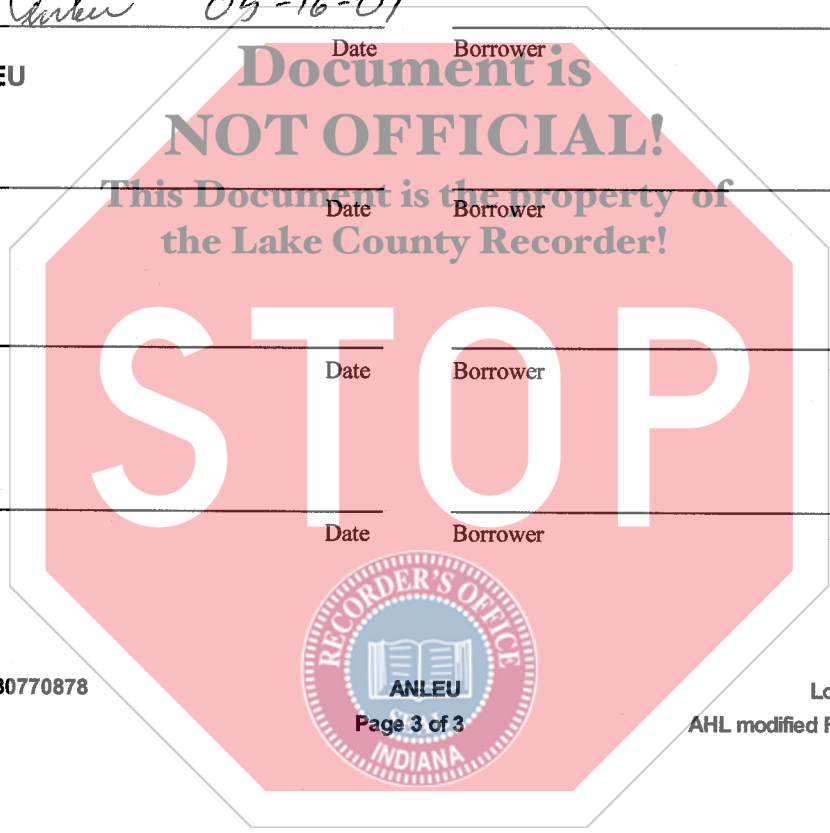 05-16-07
Date Borrower
Document is
EU
NOT OFFICIAL!
This Document is the property of
Date Borrower
the Lake County Recorder!
STOP
Date Borrower
Date Borrower
RECORDER'S OFFICE
SEAL
INDIANA
0770878 ANLEU Lo
Page 3 of 3 AHL modified F